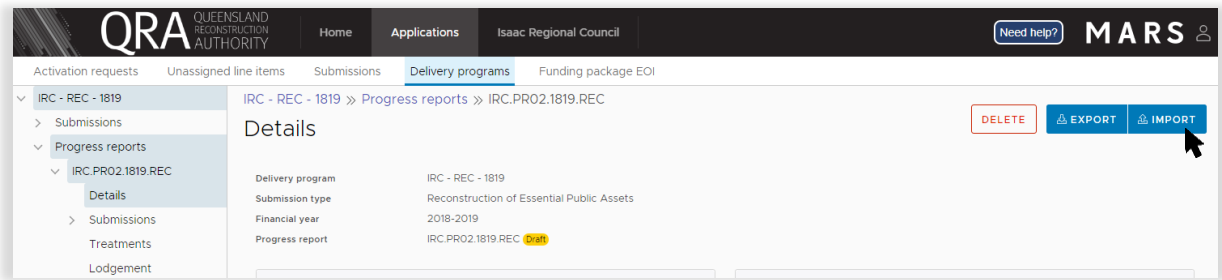 QRA QUEENSLAND RECONSTRUCTION AUTHORITY
Home Applications Isaac Regional Council
Need help? MARS
Activation requests Unassigned line items Submissions Delivery programs Funding package EOI
IRC - REC - 1819
Submissions
Progress reports
IRC.PR02.1819.REC
Details
Submissions
Treatments
Lodgement
IRC - REC - 1819 >> Progress reports >> IRC.PR02.1819.REC
Details
DELETE EXPORT IMPORT
Delivery program IRC - REC - 1819
Submission type Reconstruction of Essential Public Assets
Financial year 2018-2019
Progress report IRC.PR02.1819.REC Draft